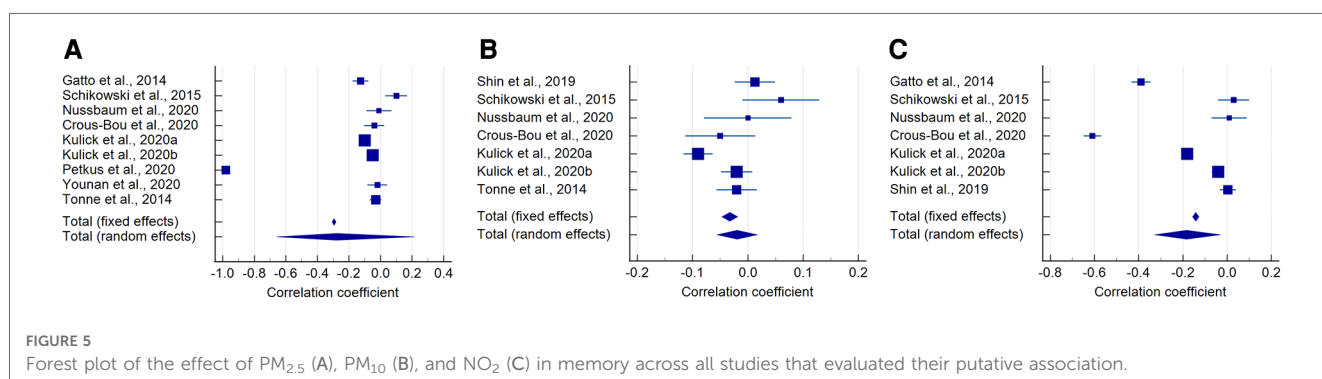 A
Gatto et al., 2014
Schikowski et al., 2015
Nussbaum et al., 2020
Crous-Bou et al., 2020
Kulick et al., 2020a
Kulick et al., 2020b
Petkus et al., 2020
Younan et al., 2020
Tonne et al., 2014
Total (fixed effects)
Total (random effects)
-1.0 -0.8 -0.6 -0.4 -0.2 0.0 0.2 0.4
Correlation coefficient
B
Shin et al., 2019
Schikowski et al., 2015
Nussbaum et al., 2020
Crous-Bou et al., 2020
Kulick et al., 2020a
Kulick et al., 2020b
Tonne et al., 2014
Total (fixed effects)
Total (random effects)
-0.2 -0.1 0.0 0.1 0.2
Correlation coefficient
C
Gatto et al., 2014
Schikowski et al., 2015
Nussbaum et al., 2020
Crous-Bou et al., 2020
Kulick et al., 2020a
Kulick et al., 2020b
Shin et al., 2019
Total (fixed effects)
Total (random effects)
-0.8 -0.6 -0.4 -0.2 0.0 0.2
Correlation coefficient
FIGURE 5
Forest plot of the effect of PM2.5 (A), PM10 (B), and NO2 (C) in memory across all studies that evaluated their putative association.